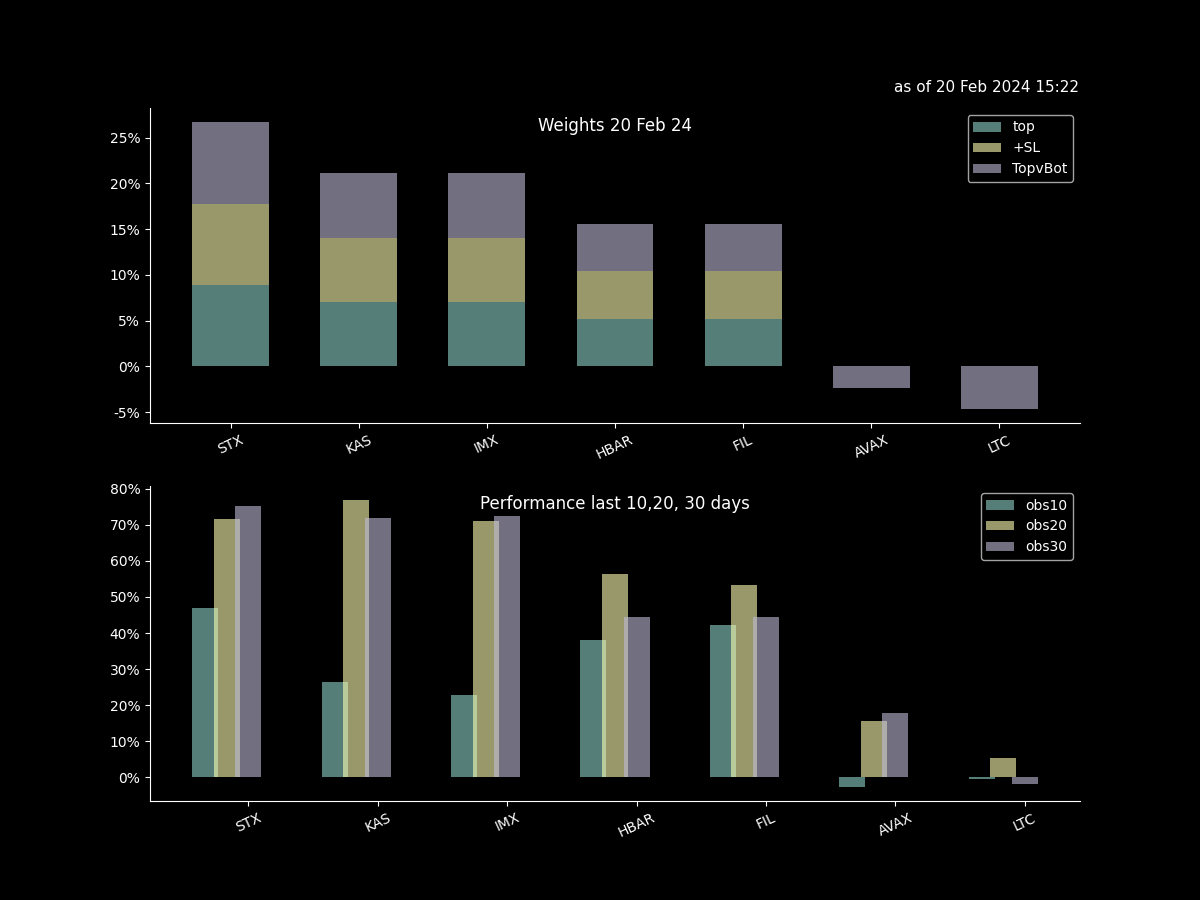 as of 20 Feb 2024 15:22
Weights 20 Feb 24
top
+SL
TopvBot
25%
20%
15%
10%
5%
0%
-5%
STX KAS IMX HBAR FIL AVAX LTC
Performance last 10,20, 30 days
obs10
obs20
obs30
80%
70%
60%
50%
40%
30%
20%
10%
0%
STX KAS IMX HBAR FIL AVAX LTC